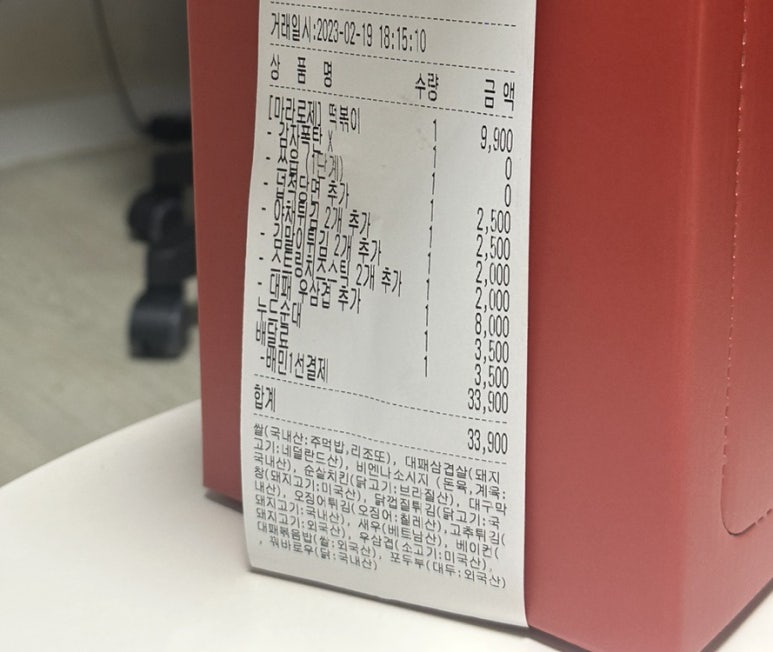 거래일시:2023-02-19 18:15:10
상 품 명 수량 금 액
[마라로제] 떡볶이 1 9,900
- 감자폭탄 X 1 0
- 쓰읍 (1단계) 1 0
- 납작당면 추가 1 2,500
- 야채튀김 2개 추가 1 2,500
- 김말이튀김 2개 추가 1 2,000
- 스트링치즈스틱 2개 추가 1 2,000
- 대패 우삼겹 추가 1 8,000
누드순대 1 3,500
배달료 1 3,500
-배민1선결제 33,900
합계 33,900
쌀(국내산:주먹밥,리조또), 대패삼겹살(돼지
고기:네덜란드산), 비엔나소시지 (돈육,계육:
국내산), 순살치킨(닭고기:브라질산), 대구막
창(돼지고기:미국산), 닭껍질튀김(닭고기:국
내산), 오징어튀김(오징어:칠레산),고추튀김(
돼지고기:국내산), 새우(베트남산), 베이컨(
돼지고기:외국산), 우삼겹(소고기:미국산),
대패볶음밥(쌀:외국산), 포두부(대두:외국산)
, 꿔바로우( :국내산)